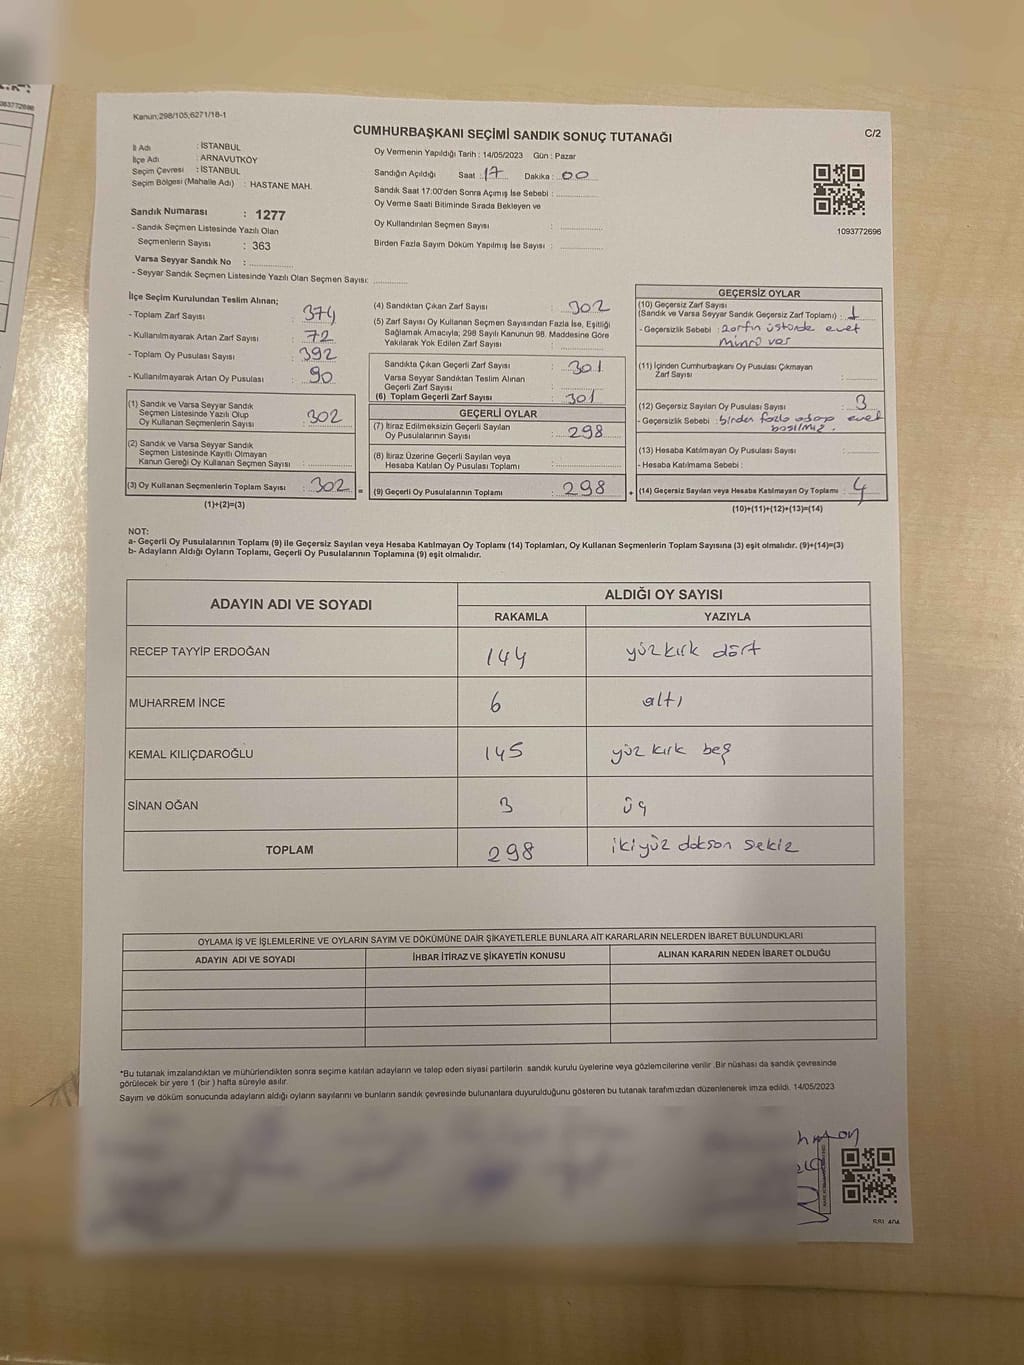 Kanun,298/105,6271/18-1
CUMHURBAŞKANI SEÇİMİ SANDIK SONUÇ TUTANAĞI
C/2
İl Adı : İSTANBUL
İlçe Adı : ARNAVUTKÖY
Seçim Çevresi : İSTANBUL
Seçim Bölgesi (Mahalle Adı) : HASTANE MAH.
Oy Vermenin Yapıldığı Tarih : 14/05/2023 Gün : Pazar
Sandığın Açıldığı Saat : 17 Dakika : 00
Sandık Saat 17:00'den Sonra Açımış İse Sebebi :
Oy Verme Saati Bitiminde Sırada Bekleyen ve
Oy Kullandırılan Seçmen Sayısı :
Birden Fazla Sayım Döküm Yapılmış İse Sayısı :
1093772696
Sandık Numarası : 1277
- Sandık Seçmen Listesinde Yazılı Olan
Seçmenlerin Sayısı : 363
Varsa Seyyar Sandık No :
- Seyyar Sandık Seçmen Listesinde Yazılı Olan Seçmen Sayısı:
İlçe Seçim Kurulundan Teslim Alınan;
- Toplam Zarf Sayısı : 374
- Kullanılmayarak Artan Zarf Sayısı : 72
- Toplam Oy Pusulası Sayısı : 392
- Kullanılmayarak Artan Oy Pusulası : 90
(1) Sandık ve Varsa Seyyar Sandık
Seçmen Listesinde Yazılı Olup
Oy Kullanan Seçmenlerin Sayısı : 302
(2) Sandık ve Varsa Seyyar Sandık
Seçmen Listesinde Kayıtlı Olmayan
Kanun Gereği Oy Kullanan Seçmen Sayısı :
(3) Oy Kullanan Seçmenlerin Toplam Sayısı : 302 =
(1)+(2)=(3)
(4) Sandıktan Çıkan Zarf Sayısı : 302
(5) Zarf Sayısı Oy Kullanan Seçmen Sayısından Fazla İse, Eşitliği
Sağlamak Amacıyla; 298 Sayılı Kanunun 98. Maddesine Göre
Yakılarak Yok Edilen Zarf Sayısı :
Sandıkta Çıkan Geçerli Zarf Sayısı : 301
Varsa Seyyar Sandıktan Teslim Alınan
Geçerli Zarf Sayısı :
(6) Toplam Geçerli Zarf Sayısı : 301
GEÇERLİ OYLAR
(7) İtiraz Edilmeksizin Geçerli Sayılan
Oy Pusulalarının Sayısı : 298
(8) İtiraz Üzerine Geçerli Sayılan veya
Hesaba Katılan Oy Pusulası Toplamı :
(9) Geçerli Oy Pusulalarının Toplamı : 298 +
GEÇERSİZ OYLAR
(10) Geçersiz Zarf Sayısı
(Sandık ve Varsa Seyyar Sandık Geçersiz Zarf Toplamı) : 1
- Geçersizlik Sebebi : zarfın üstünde evet
mührü var
(11) İçinden Cumhurbaşkanı Oy Pusulası Çıkmayan
Zarf Sayısı :
(12) Geçersiz Sayılan Oy Pusulası Sayısı : 3
- Geçersizlik Sebebi : birden fazla adaya evet
basılmış.
(13) Hesaba Katılmayan Oy Pusulası Sayısı :
- Hesaba Katılmama Sebebi :
(14) Geçersiz Sayılan veya Hesaba Katılmayan Oy Toplamı : 4
(10)+(11)+(12)+(13)=(14)
NOT:
a- Geçerli Oy Pusulalarının Toplamı (9) ile Geçersiz Sayılan veya Hesap Katılmayan Oy Toplamı (14) Toplamları, Oy Kullanan Seçmenlerin Toplam Sayısına (3) eşit olmalıdır. (9)+(14)=(3)
b- Adayların Aldığı Oyların Toplamı, Geçerli Oy Pusulalarının Toplamına (9) eşit olmalıdır.
ADAYIN ADI VE SOYADI
ALDIĞI OY SAYISI
RAKAMLA YAZIYLA
RECEP TAYYİP ERDOĞAN 144 yüz kırk dört
MUHARREM İNCE 6 altı
KEMAL KILIÇDAROĞLU 145 yüz kırk beş
SİNAN OĞAN 3 üç
TOPLAM 298 ikiyüz doksan sekiz
OYLAMA İŞ VE İŞLEMLERİNE VE OYLARIN SAYIM VE DÖKÜMÜNE DAİR ŞİKAYETLERLE BUNLARA AİT KARARLARIN NELERDEN İBARET BULUNDUKLARI
ADAYIN ADI VE SOYADI İHBAR İTİRAZ VE ŞİKAYETİN KONUSU ALINAN KARARIN NEDEN İBARET OLDUĞU
*Bu tutanak imzalandıktan ve mühürlendikten sonra seçime katılan adayların ve talep eden siyasi partilerin sandık kurulu üyelerine veya gözlemcilerine verilir. Bir nüshası da sandık çevresinde
görülecek bir yere 1 (bir) hafta süreyle asılır.
Sayım ve döküm sonucunda adayların aldığı oyların sayılarını ve bunların sandık çevresinde bulunanlara duyurulduğunu gösteren bu tutanak tarafımızdan düzenlenerek imza edildi. 14/05/2023